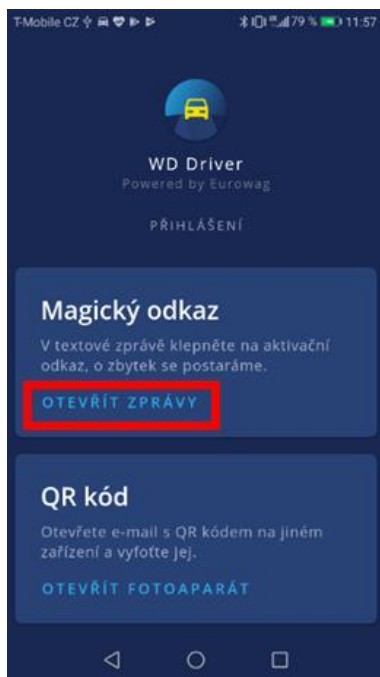 T-Mobile CZ 79 % 11:57
WD Driver
Powered by Eurowag
PŘIHLÁŠENÍ
Magický odkaz
V textové zprávě klepněte na aktivační
odkaz, o zbytek se postaráme.
OTEVŘÍT ZPRÁVY
QR kód
Otevřete e-mail s QR kódem na jiném
zařízení a vyfoťte jej.
OTEVŘÍT FOTOAPARÁT